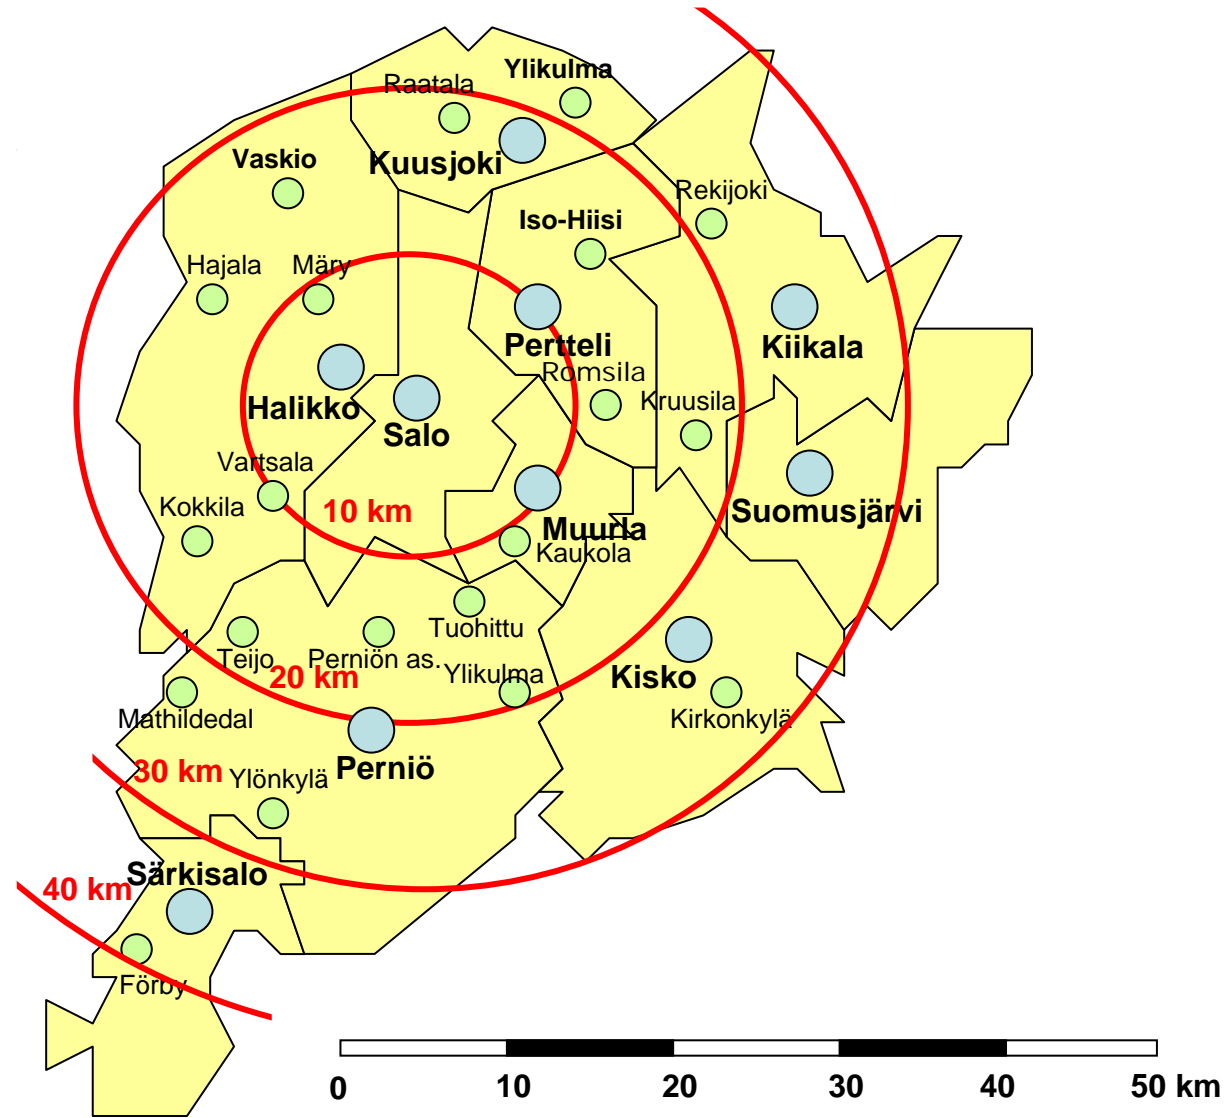 Ylikulma
Raatala
Kuusjoki
Vaskio
Rekijoki
Iso-Hiisi
Hajala
Märy
Pertteli
Kiikala
Romsila
Kruusila
Halikko
Salo
Vartsala
Kokkila
10 km
Suomusjärvi
Muurla
Kaukola
Tuohittu
Teijo
Perniön as.
20 km
Ylikulma
Kisko
Mathildedal
Kirkonkylä
30 km
Ylönkylä
Perniö
Särkisalo
40 km
Förby
0 10 20 30 40 50 km